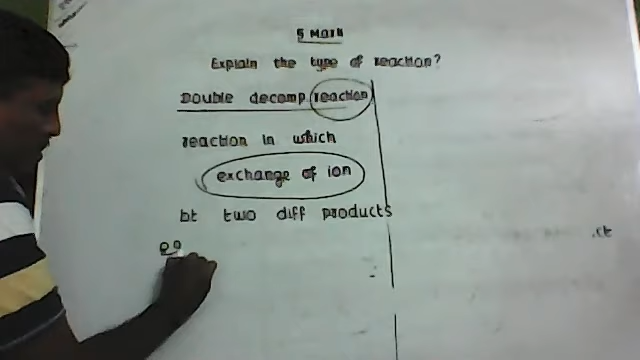 5 Mark
Explain the type of reaction?
Double decomp reaction
reaction in which
exchange of ion
bt two diff products